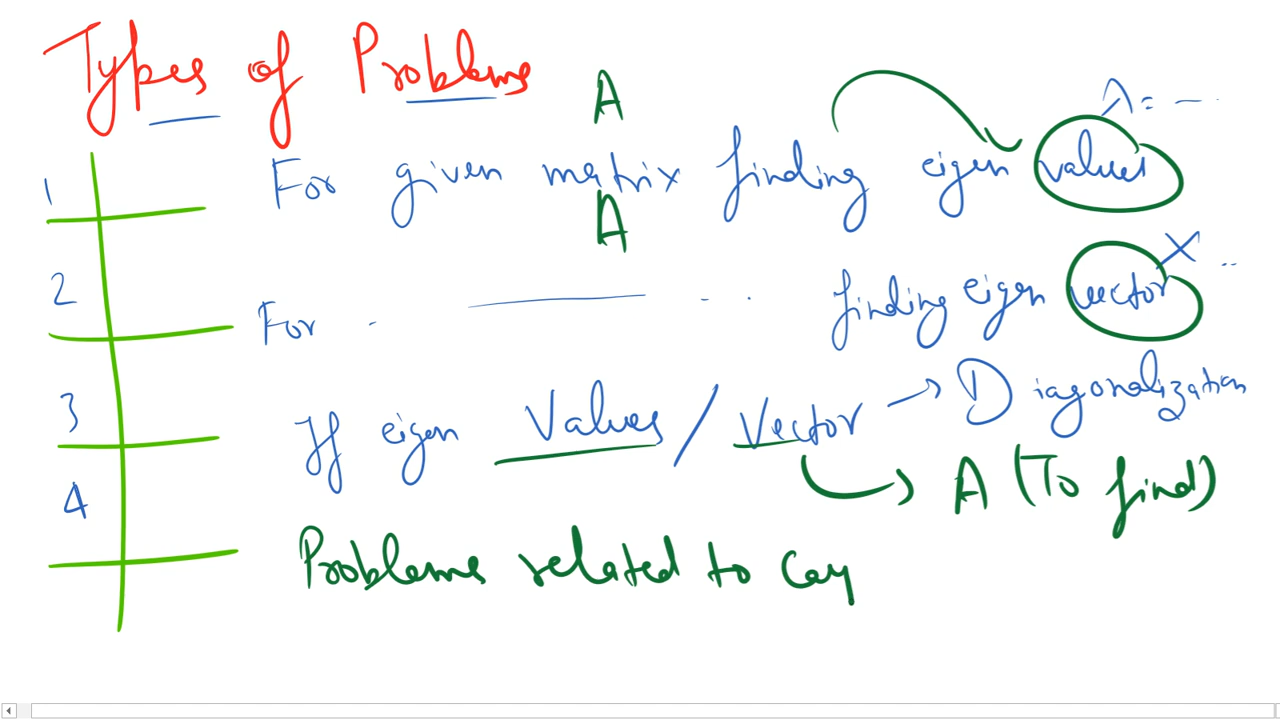 Types of Problems
A
λ = - - ..
1 For given matrix finding eigen values
A
X ..
2 For - ——— - .. finding eigen vector
3 If eigen Values / Vector → Diagonalization
4 → A (To find)
Problems related to Cay